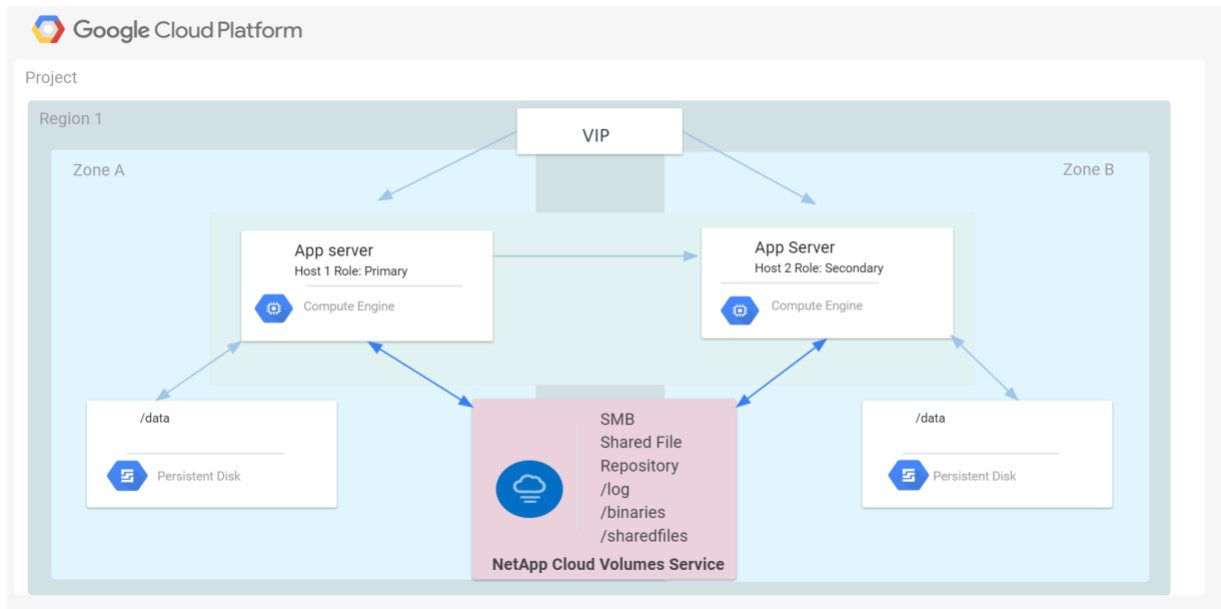 Google Cloud Platform
Project
Region 1
VIP
Zone A
Zone B
App server
Host 1 Role: Primary
Compute Engine
App Server
Host 2 Role: Secondary
Compute Engine
/data
Persistent Disk
SMB
Shared File
Repository
/log
/binaries
/sharedfiles
NetApp Cloud Volumes Service
/data
Persistent Disk